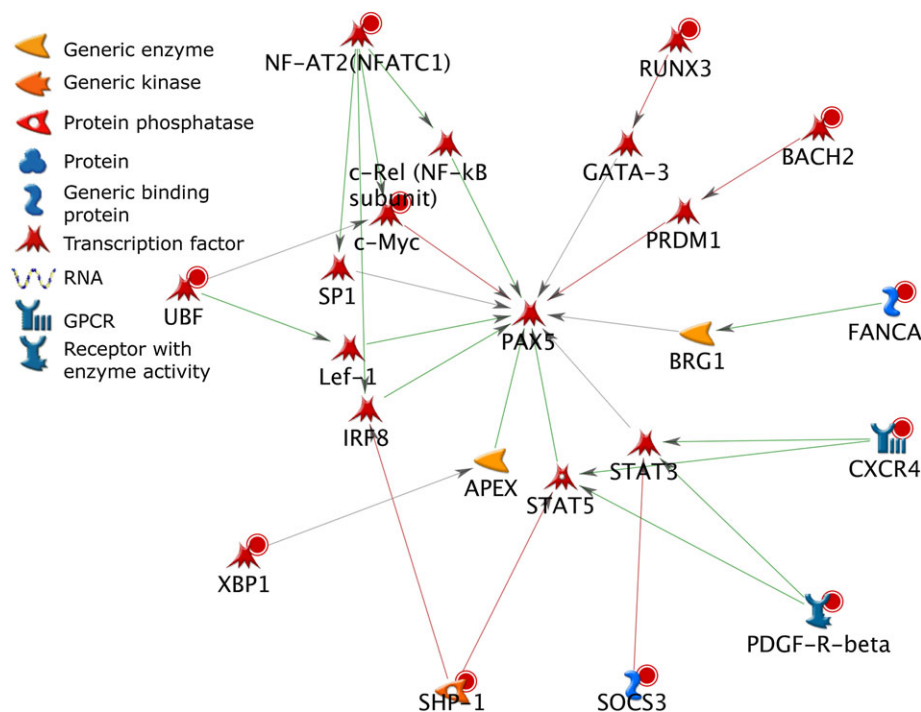 Generic enzyme
Generic kinase
Protein phosphatase
Protein
Generic binding
protein
Transcription factor
RNA
GPCR
Receptor with
enzyme activity
NF-AT2(NFATC1)
RUNX3
BACH2
c-Rel (NF-kB
subunit)
GATA-3
c-Myc
PRDM1
SP1
UBF
PAX5
FANCA
BRG1
Lef-1
IRF8
APEX
STAT5
STAT3
CXCR4
XBP1
PDGF-R-beta
SHP-1
SOCS3